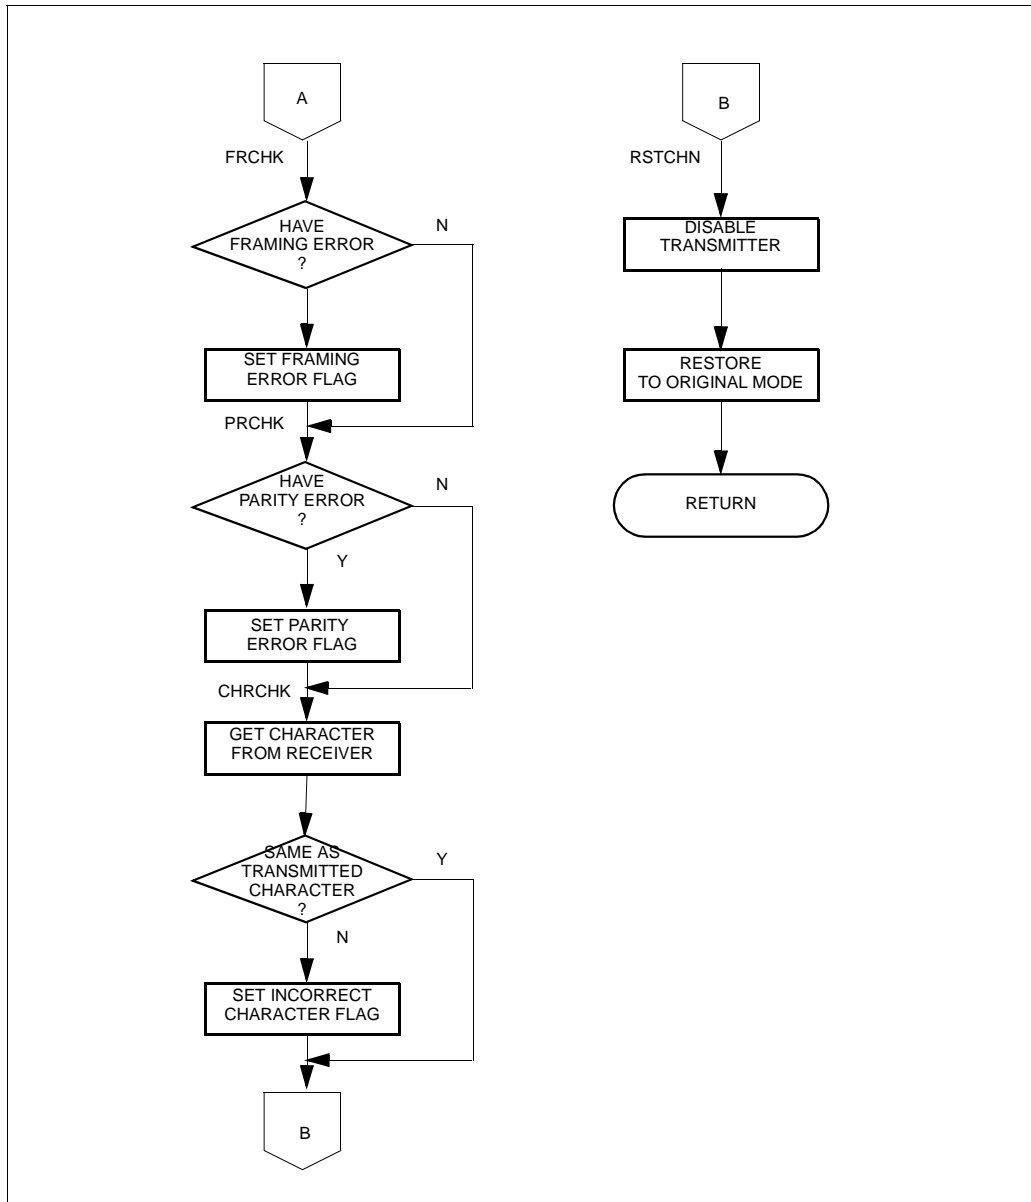 A
FRCHK
HAVE
FRAMING ERROR
?
N
SET FRAMING
ERROR FLAG
PRCHK
HAVE
PARITY ERROR
?
N
Y
SET PARITY
ERROR FLAG
CHRCHK
GET CHARACTER
FROM RECEIVER
SAME AS
TRANSMITTED
CHARACTER
?
Y
N
SET INCORRECT
CHARACTER FLAG
B
B
RSTCHN
DISABLE
TRANSMITTER
RESTORE
TO ORIGINAL MODE
RETURN